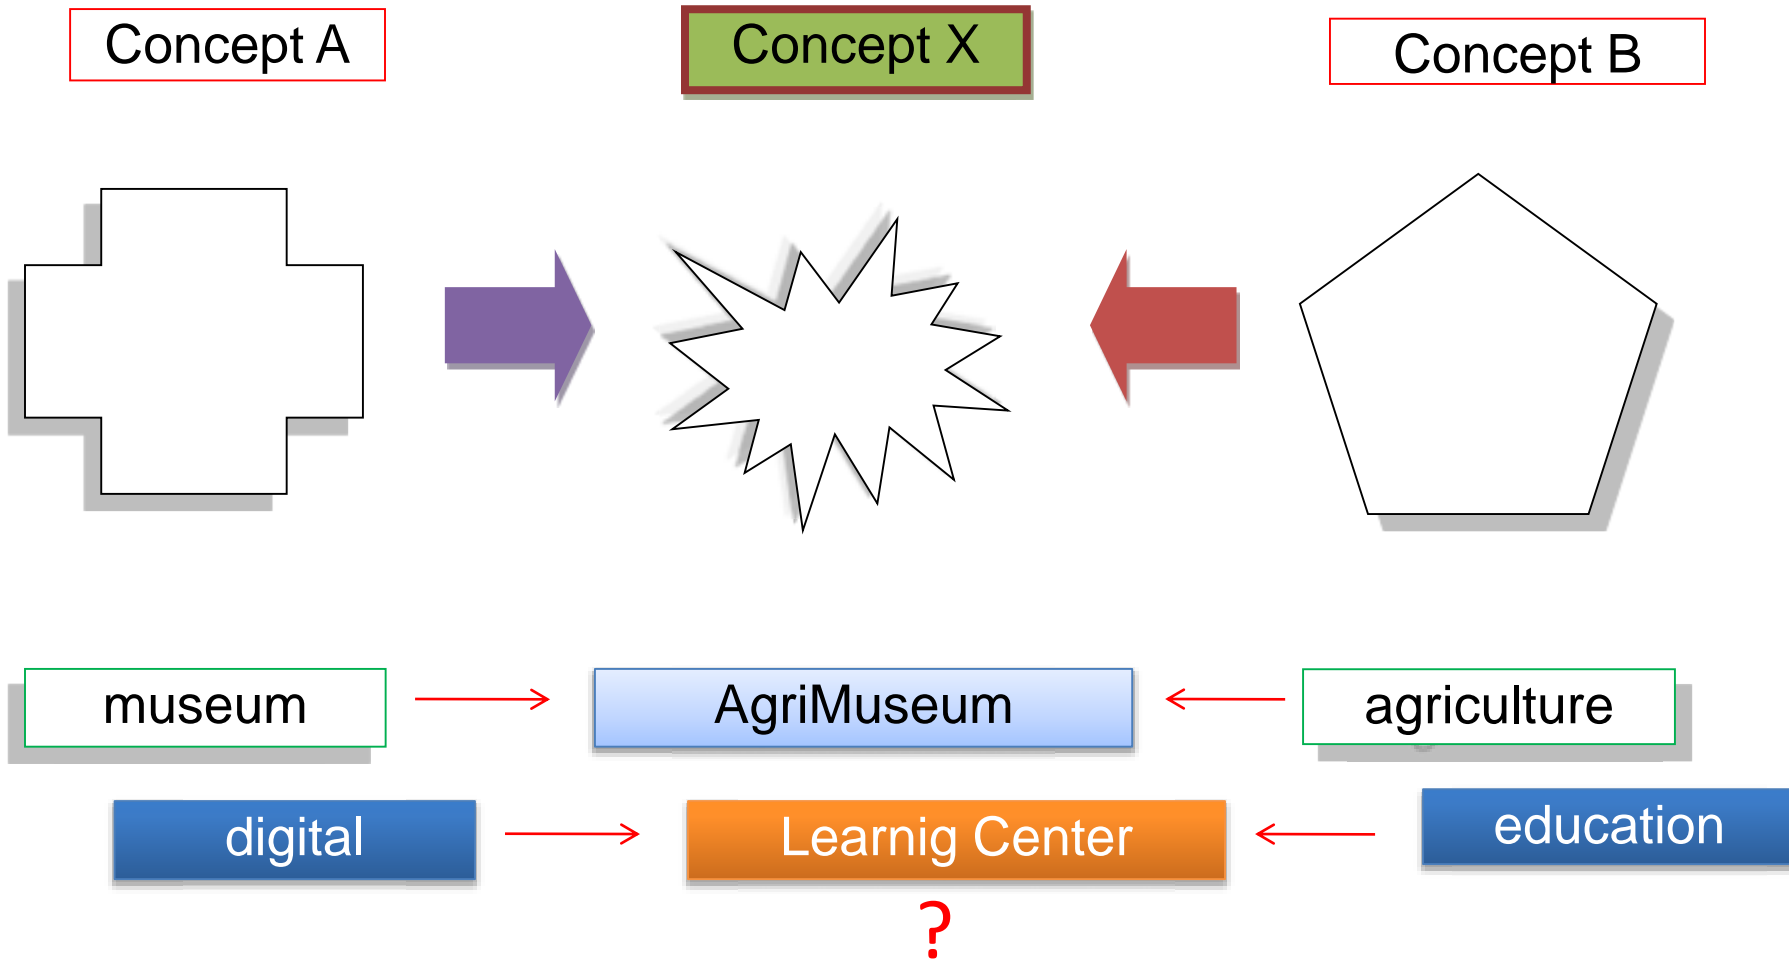 Concept A
Concept X
Concept B
museum
AgriMuseum
agriculture
digital
Learnig Center
education
?